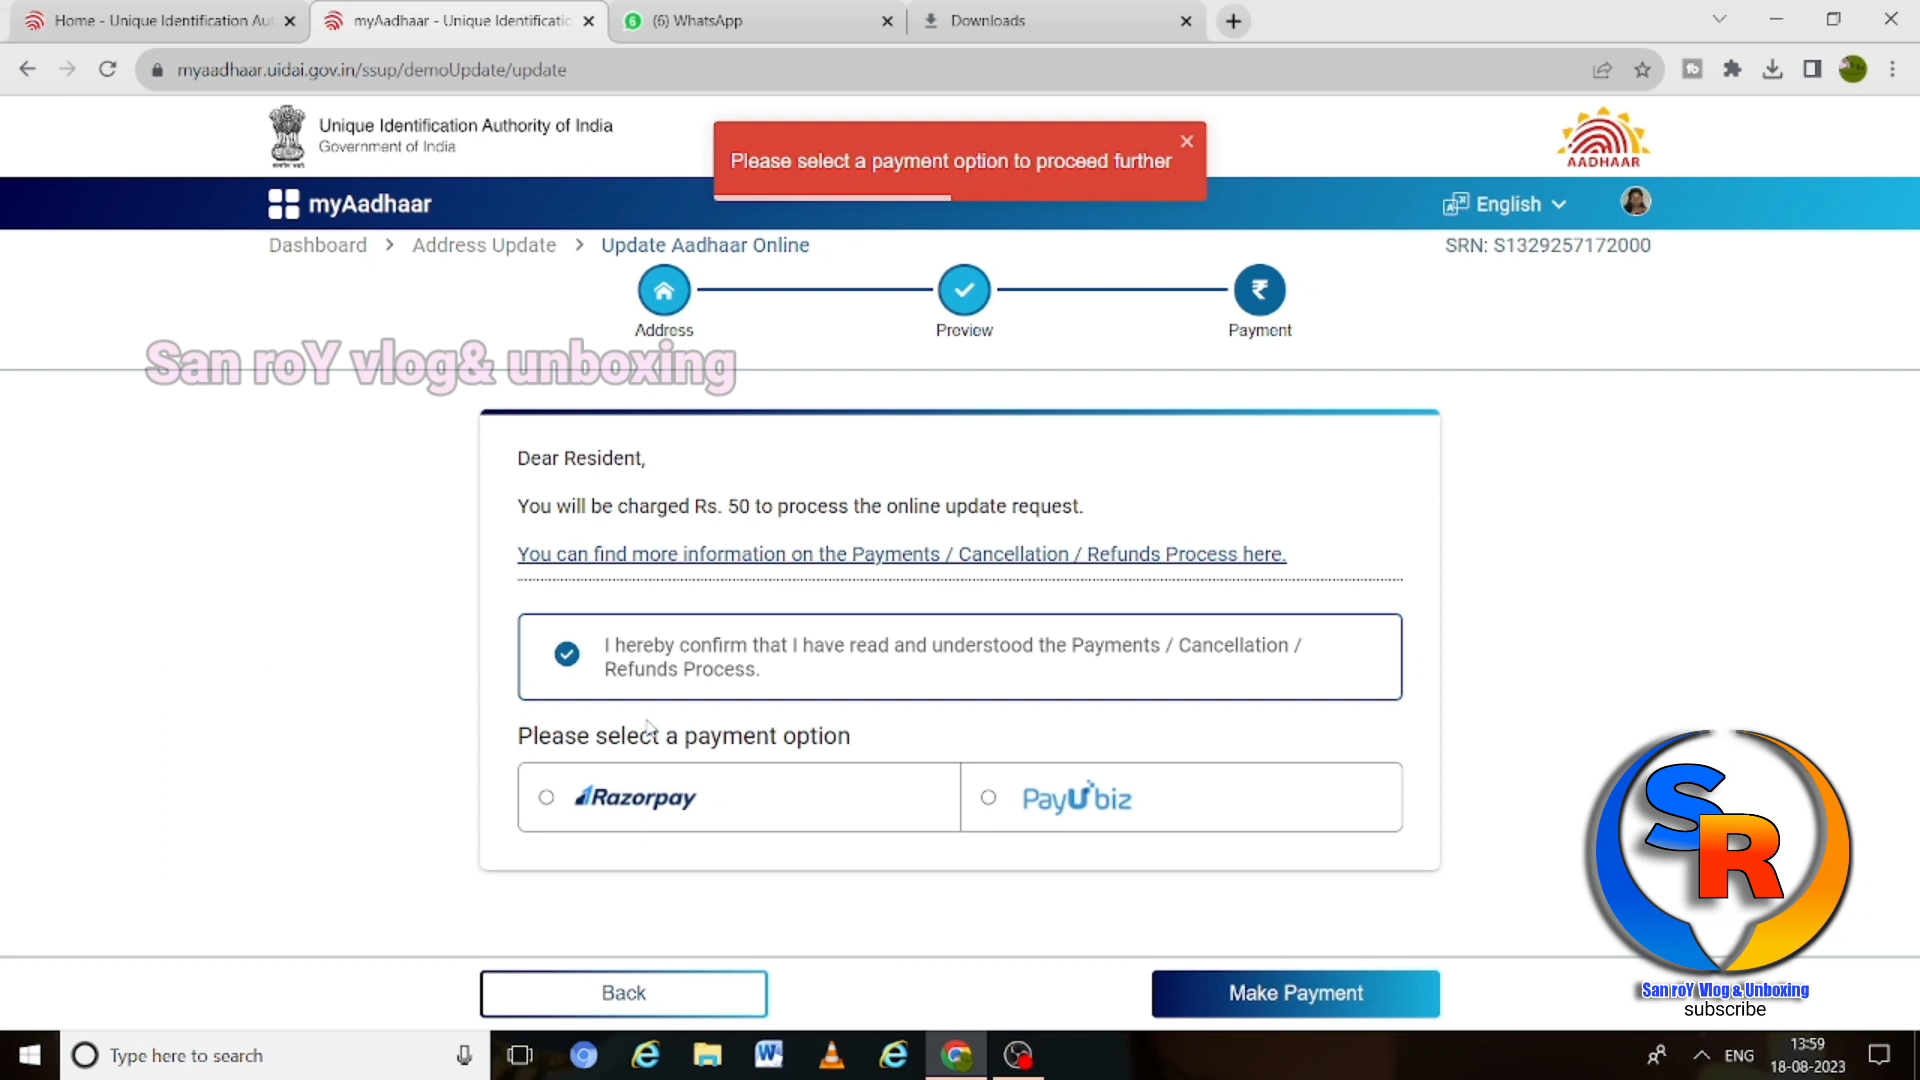 Home - Unique Identification Aut
myAadhaar - Unique Identificatic
(6) WhatsApp
Downloads
myaadhaar.uidai.gov.in/ssup/demoUpdate/update
Unique Identification Authority of India
Government of India
Please select a payment option to proceed further
AADHAAR
myAadhaar
English
Dashboard > Address Update > Update Aadhaar Online
SRN: S1329257172000
₹
Address
Preview
Payment
San roY vlog& unboxing
Dear Resident,
You will be charged Rs. 50 to process the online update request.
You can find more information on the Payments / Cancellation / Refunds Process here.
I hereby confirm that I have read and understood the Payments / Cancellation /
Refunds Process.
Please select a payment option
Razorpay
PayUbiz
SR
San roY Vlog & Unboxing
subscribe
Back
Make Payment
Type here to search
ENG
13:59
18-08-2023